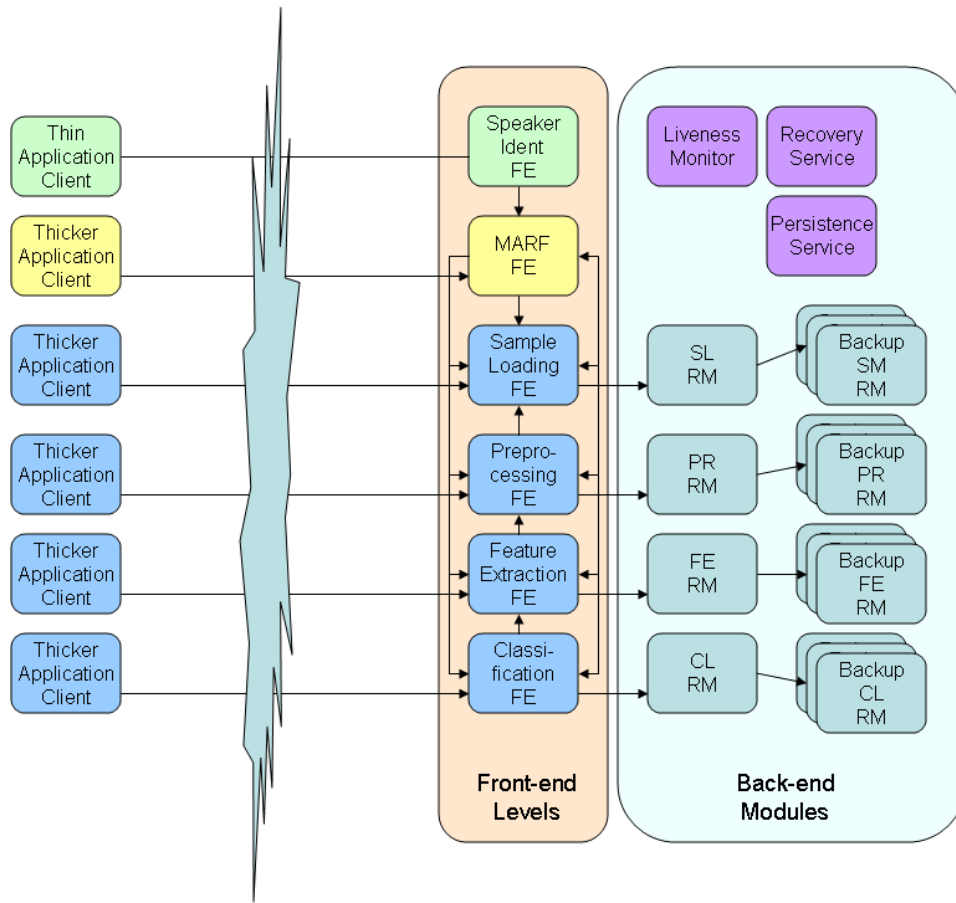 Thin
Application
Client
Speaker
Ident
FE
Liveness
Monitor
Recovery
Service
Thicker
Application
Client
MARF
FE
Persistence
Service
Thicker
Application
Client
Sample
Loading
FE
SL
RM
Backup
SM
RM
Thicker
Application
Client
Prepro-
cessing
FE
PR
RM
Backup
PR
RM
Thicker
Application
Client
Feature
Extraction
FE
FE
RM
Backup
FE
RM
Thicker
Application
Client
Classi-
ification
FE
CL
RM
Backup
CL
RM
Front-end
Levels
Back-end
Modules